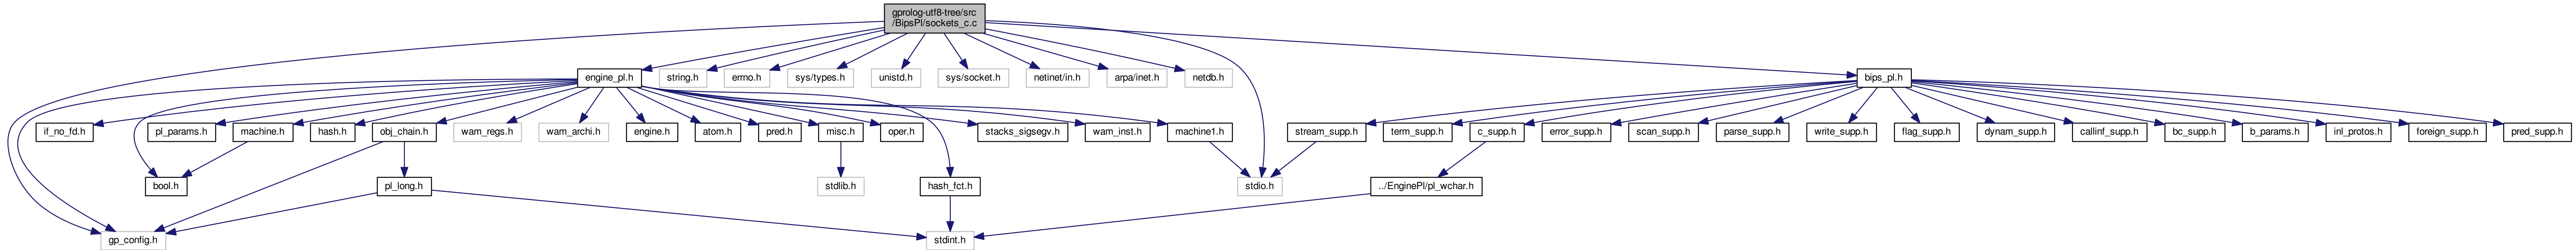 gprolog-utf8-tree/src
/BipsPl/sockets_c.c
engine_pl.h
string.h
errno.h
sys/types.h
unistd.h
sys/socket.h
netinet/in.h
arpa/inet.h
netdb.h
bips_pl.h
if_no_fd.h
pl_params.h
machine.h
hash.h
obj_chain.h
wam_regs.h
wam_archi.h
engine.h
atom.h
pred.h
misc.h
oper.h
stacks_sigsegv.h
wam_inst.h
machine1.h
stream_supp.h
term_supp.h
c_supp.h
error_supp.h
scan_supp.h
parse_supp.h
write_supp.h
flag_supp.h
dynam_supp.h
callinf_supp.h
bc_supp.h
b_params.h
inl_protos.h
foreign_supp.h
pred_supp.h
bool.h
pl_long.h
stdlib.h
hash_fct.h
stdio.h
../EnginePl/pl_wchar.h
gp_config.h
stdint.h